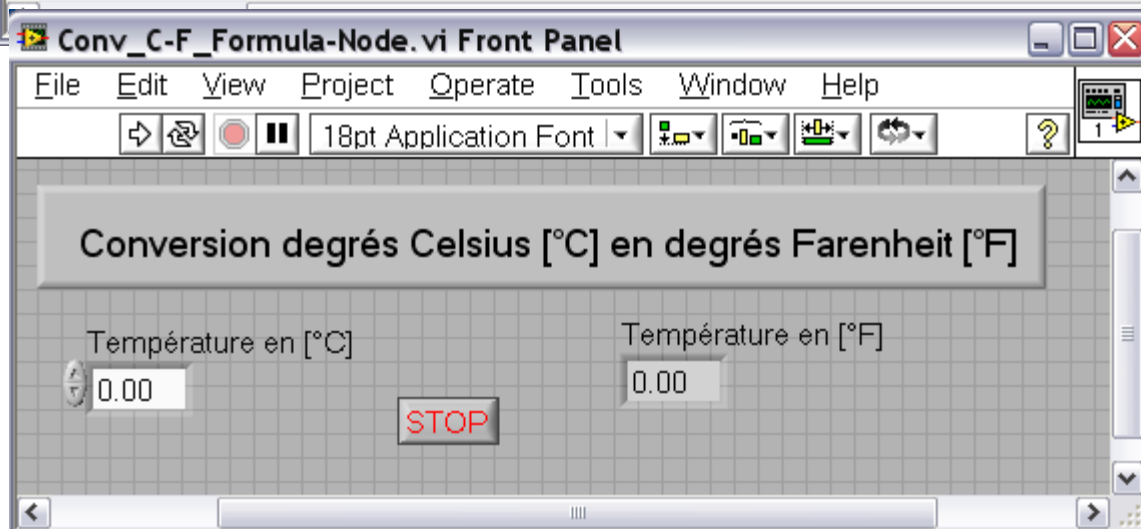 Conv_C-F_Formula-Node.vi Front Panel
File Edit View Project Operate Tools Window Help
18pt Application Font
?
1
Conversion degrés Celsius [°C] en degrés Farenheit [°F]
Température en [°C]
Température en [°F]
0.00
0.00
STOP